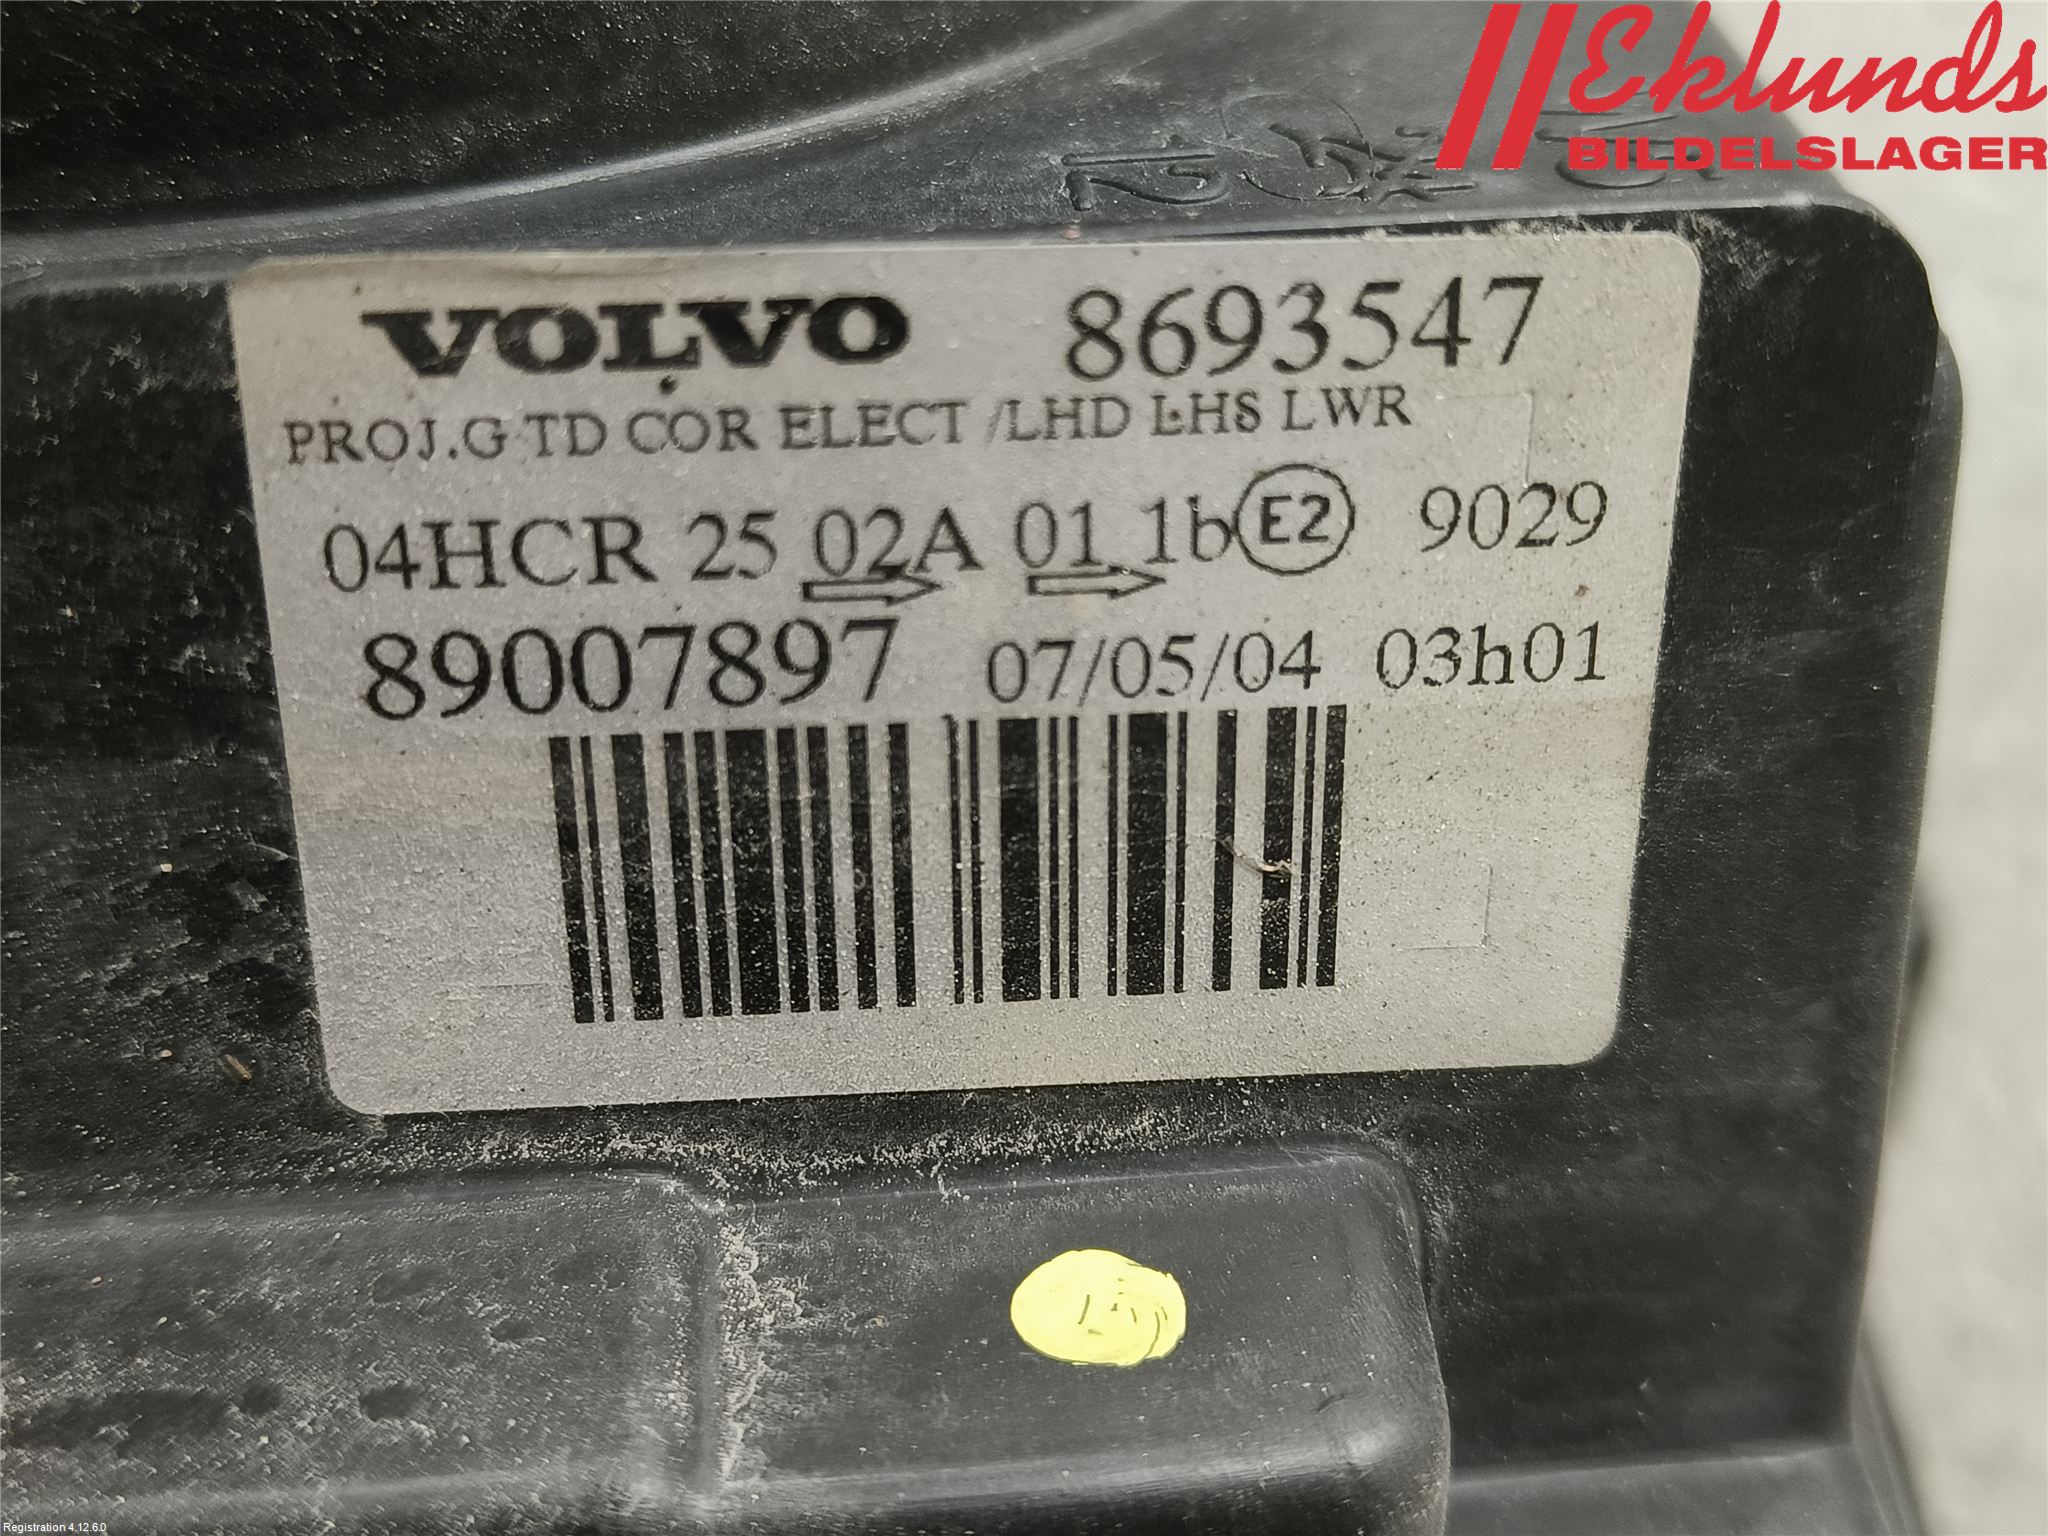 Eklunds
BILDELSLAGER
VOLVO 8693547
PROJ.G TD COR ELECT /LHD LHS LWR
04HCR 25 02A 01 1b E2 9029
89007897 07/05/04 03h01
Registration 4.12.6.0